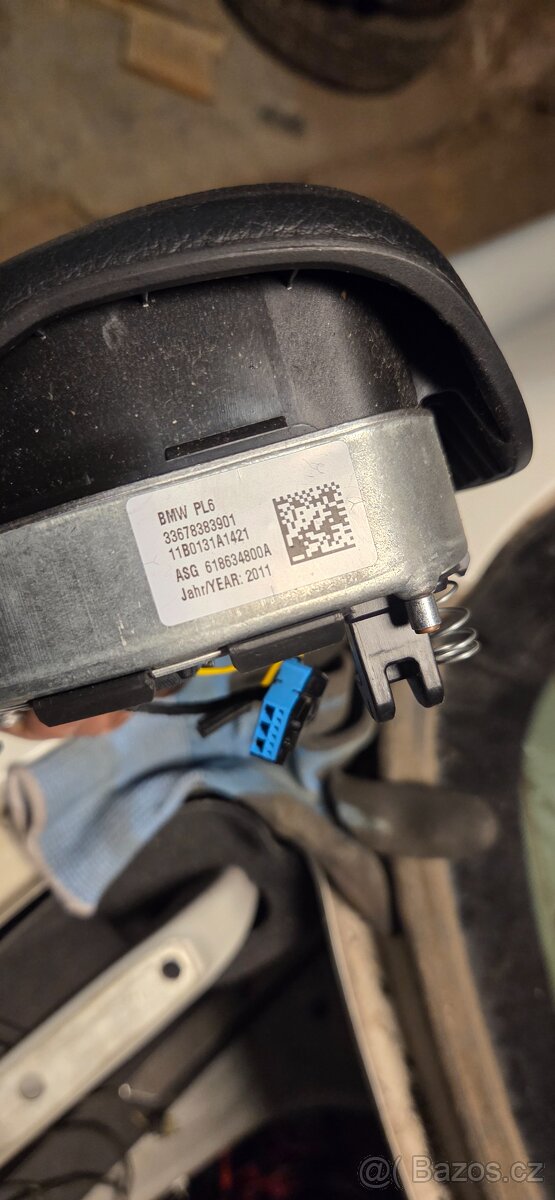 BMW PL6
33678383901
11B0131A1421
ASG 618634800A
Jahr/YEAR: 2011
@( Bazos.cz